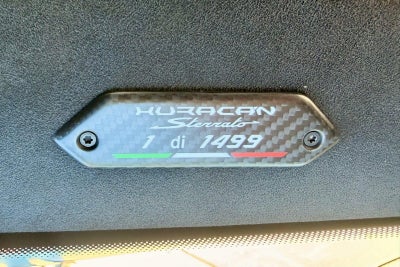 HURACAN
Sterrato
1 di 1499